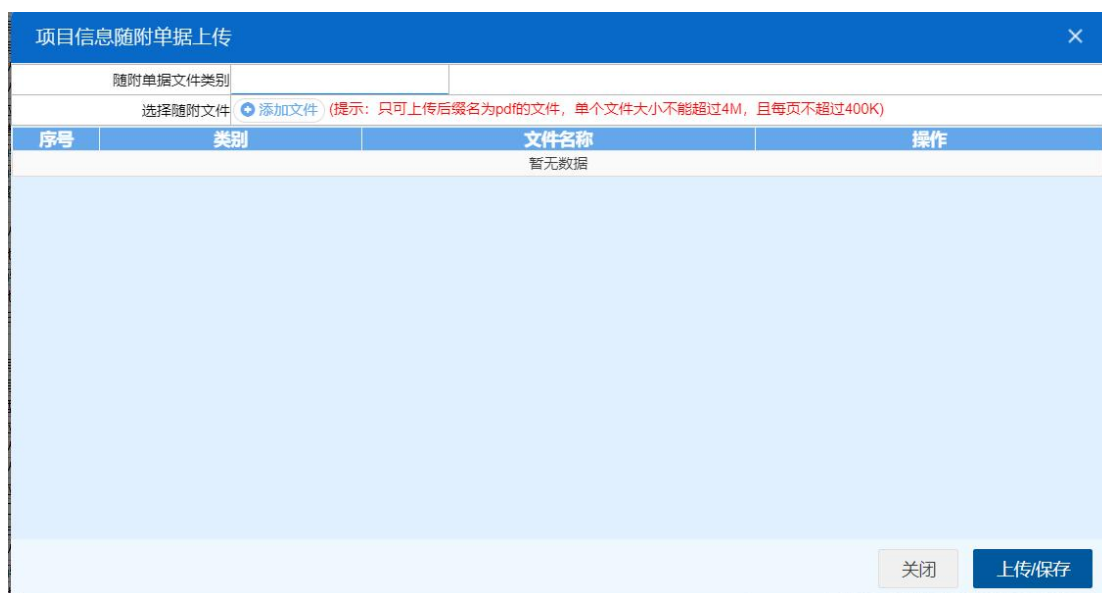 项目信息随附单据上传
随附单据文件类别
选择随附文件 添加文件 (提示：只可上传后缀名为pdf的文件，单个文件大小不能超过4M，且每页不超过400K)
序号 类别 文件名称 操作
暂无数据
关闭 上传/保存